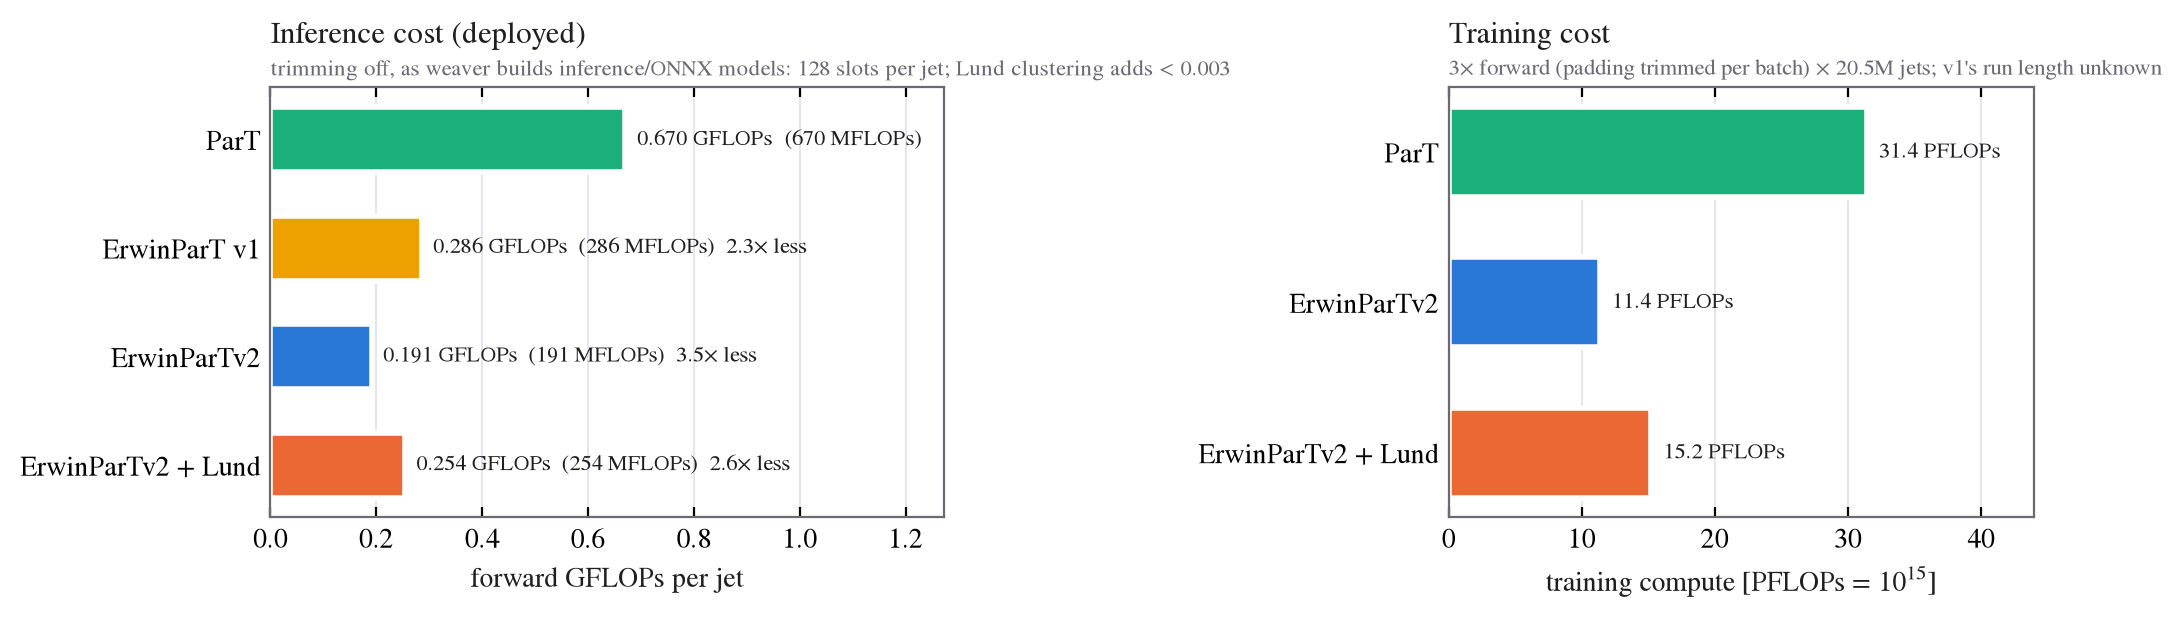 Inference cost (deployed)
trimming off, as weaver builds inference/ONNX models: 128 slots per jet; Lund clustering adds < 0.003
ParT
0.670 GFLOPs (670 MFLOPs)
ErwinParT v1
0.286 GFLOPs (286 MFLOPs) 2.3× less
ErwinParTv2
0.191 GFLOPs (191 MFLOPs) 3.5× less
ErwinParTv2 + Lund
0.254 GFLOPs (254 MFLOPs) 2.6× less
0.0 0.2 0.4 0.6 0.8 1.0 1.2
forward GFLOPs per jet
Training cost
3× forward (padding trimmed per batch) × 20.5M jets; v1's run length unknown
ParT
31.4 PFLOPs
ErwinParTv2
11.4 PFLOPs
ErwinParTv2 + Lund
15.2 PFLOPs
0 10 20 30 40
training compute [PFLOPs = 10¹⁵]